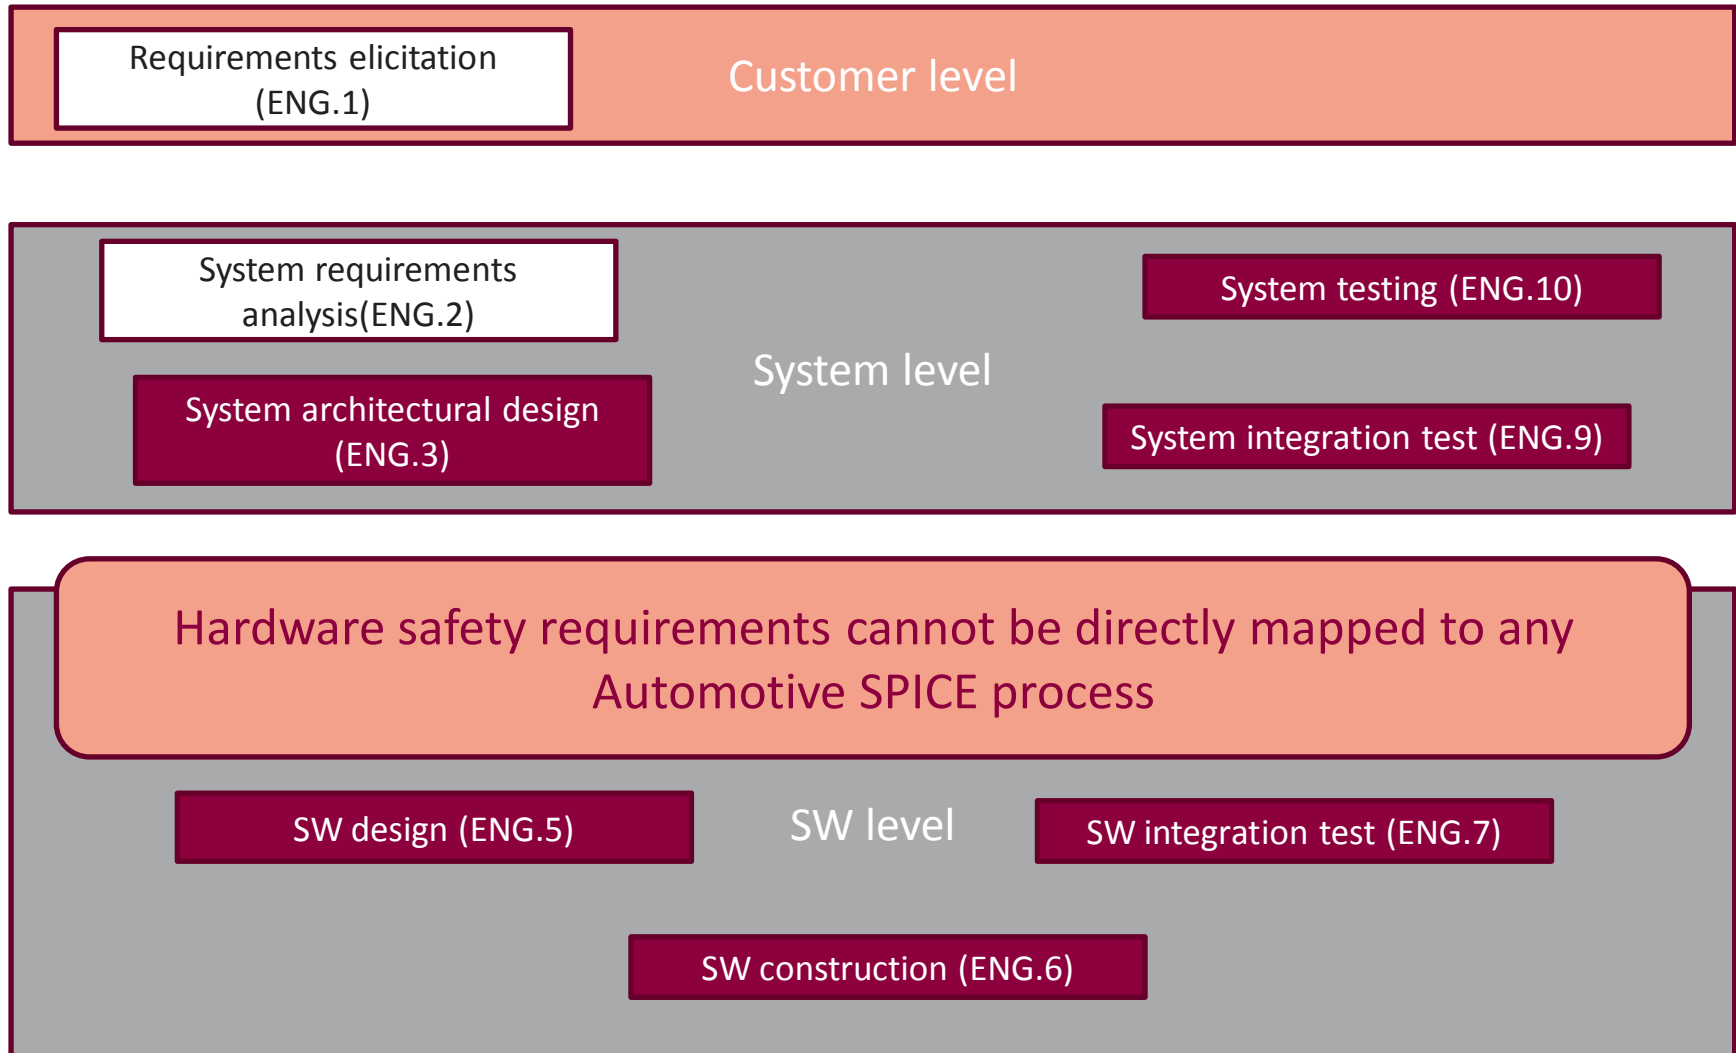 Requirements elicitation
(ENG.1)
Customer level
System requirements
analysis(ENG.2)
System testing (ENG.10)
System level
System architectural design
(ENG.3)
System integration test (ENG.9)
Hardware safety requirements cannot be directly mapped to any
Automotive SPICE process
SW design (ENG.5)
SW level
SW integration test (ENG.7)
SW construction (ENG.6)